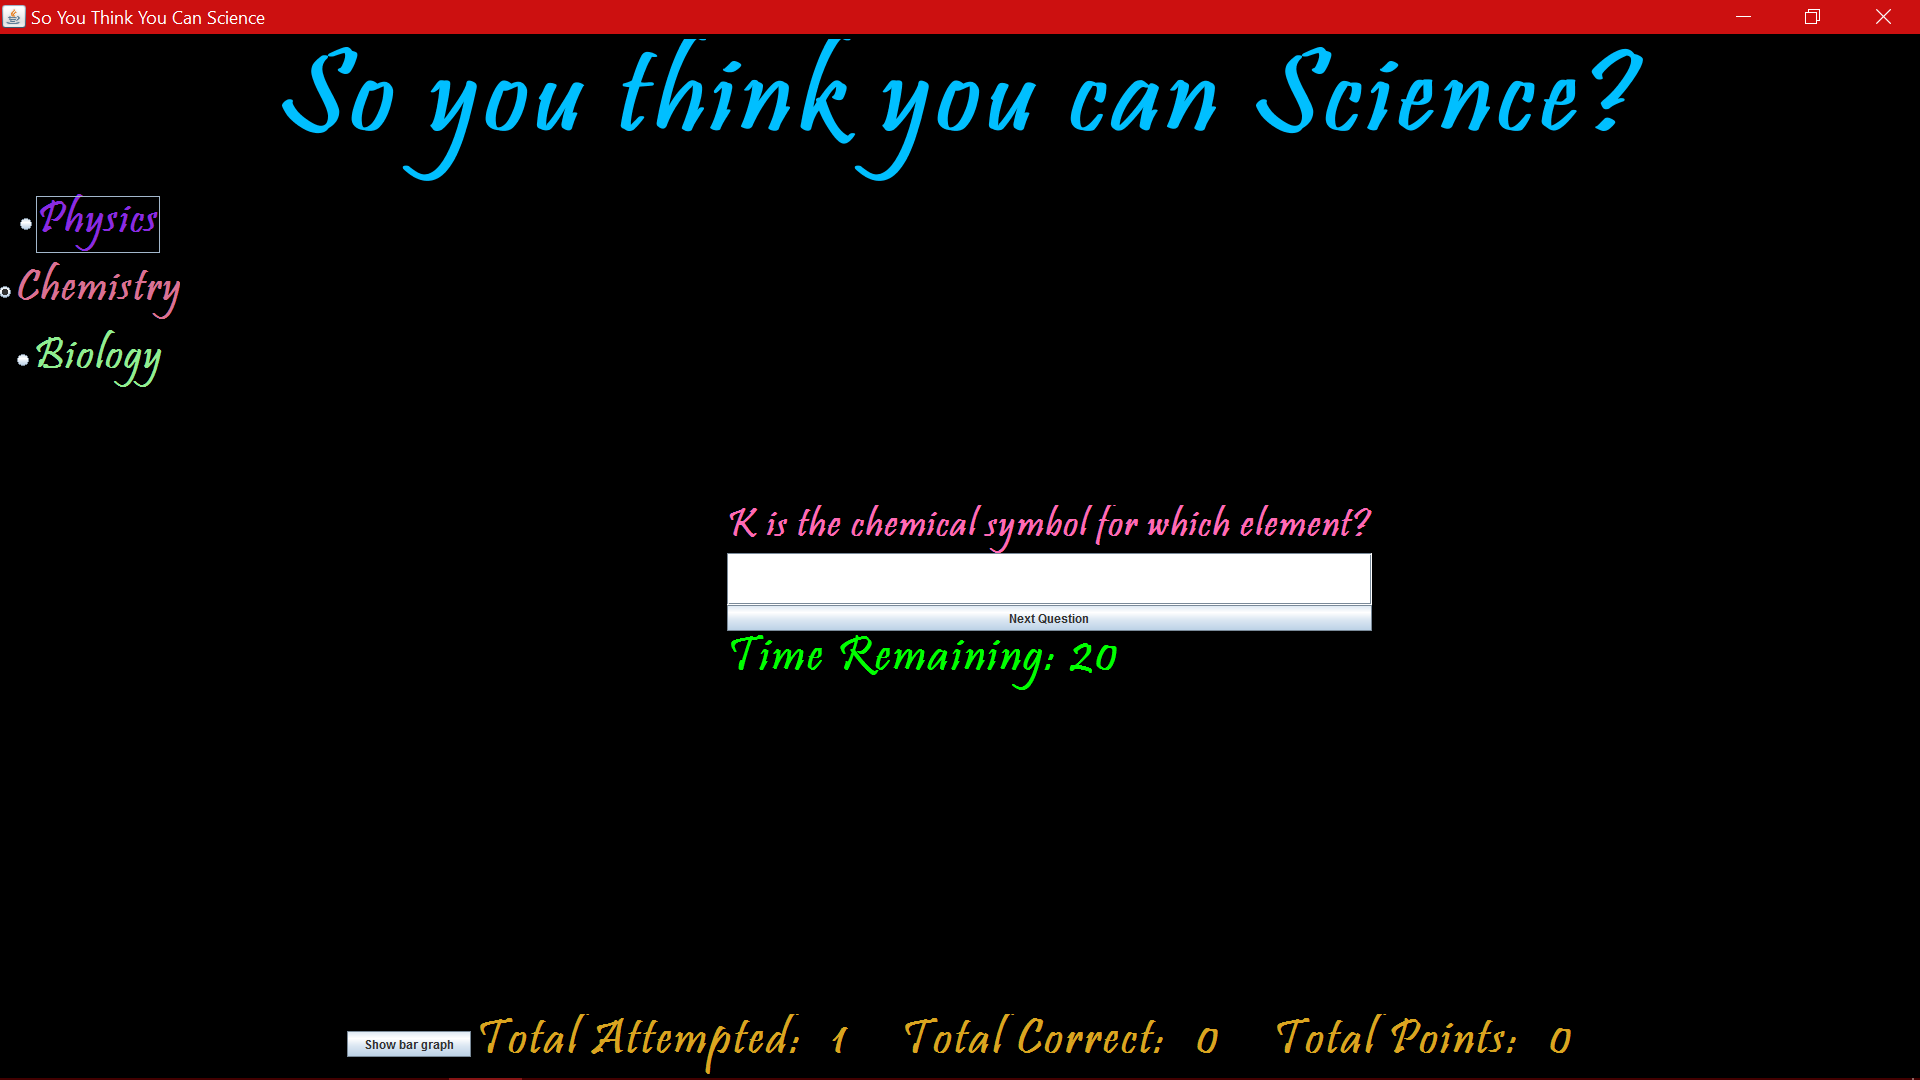 So You Think You Can Science
So you think you can Science?
Physics
Chemistry
Biology
K is the chemical symbol for which element?
Next Question
Time Remaining: 20
Show bar graph Total Attempted: 1 Total Correct: 0 Total Points: 0